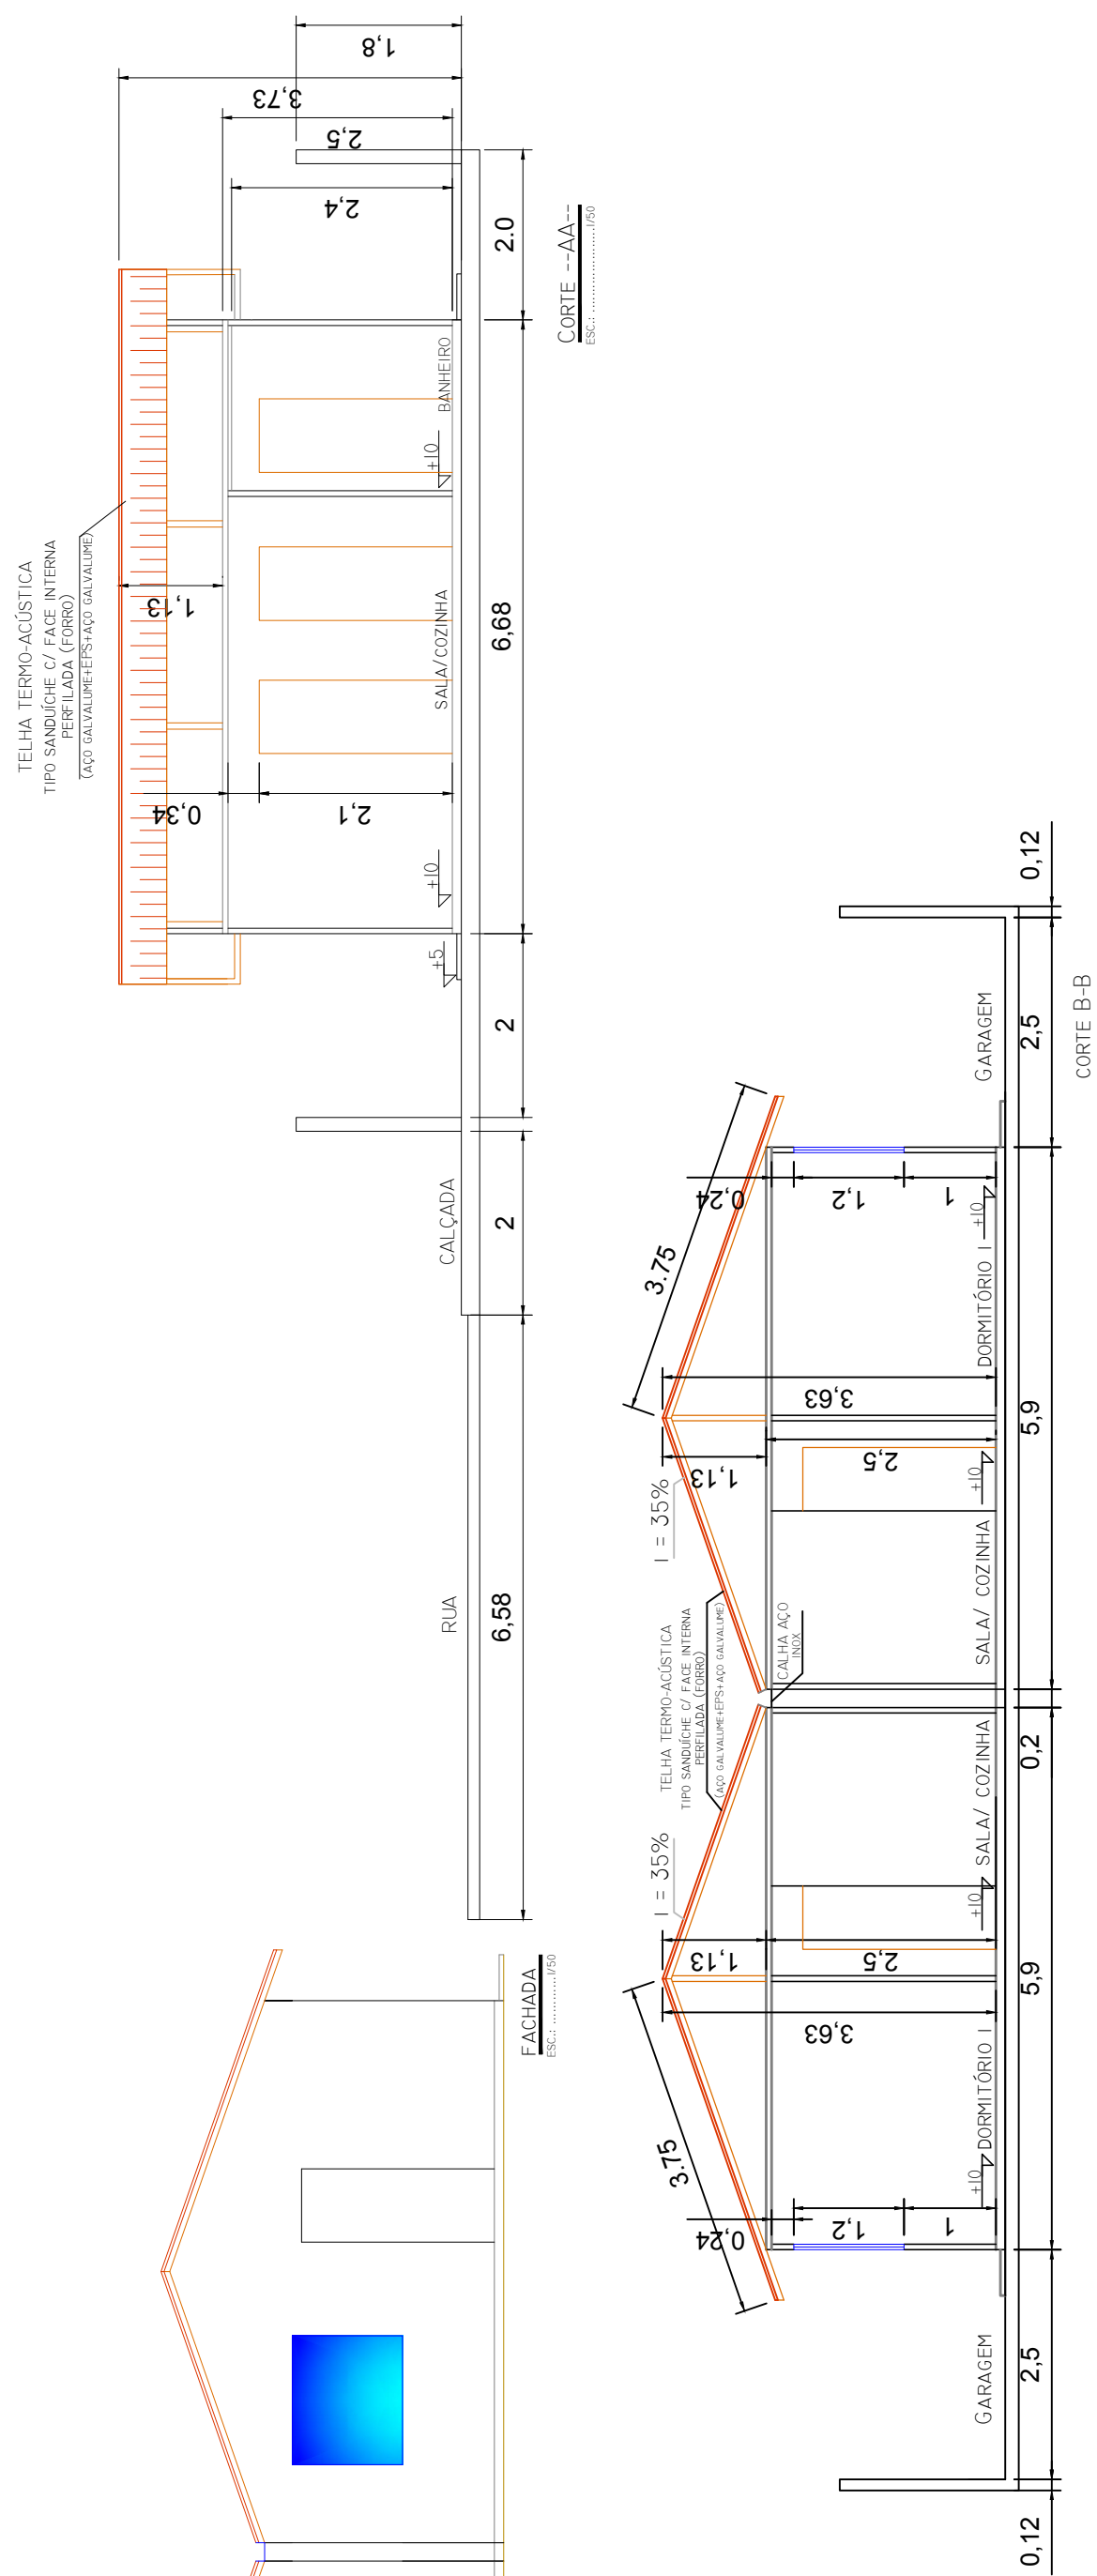 TELHA TERMO-ACÚSTICA
TIPO SANDUÍCHE C/ FACE INTERNA
PERFILADA (FORRO)
(AÇO GALVALUME+EPS+AÇO GALVALUME)
1,8
3,73
2,5
2,4
1,13
0,34
2,1
BANHEIRO
+10
SALA/COZINHA
+10
+5
CALÇADA
RUA
6,58
2
2
6,68
2.0
CORTE --AA--
ESC.: ..................1/50
FACHADA
ESC.: ............1/50
3.75
3.75
I = 35%
I = 35%
TELHA TERMO-ACÚSTICA
TIPO SANDUÍCHE C/ FACE INTERNA
PERFILADA (FORRO)
(AÇO GALVALUME+EPS+AÇO GALVALUME)
CALHA AÇO
INOX
0,24
1,2
1
3,63
1,13
2,5
1,13
2,5
3,63
0,24
1,2
1
GARAGEM
+10
DORMITÓRIO I
+10
SALA/ COZINHA
SALA/ COZINHA
+10
DORMITÓRIO I
+10
GARAGEM
0,12
2,5
5,9
0,2
5,9
2,5
0,12
CORTE B-B